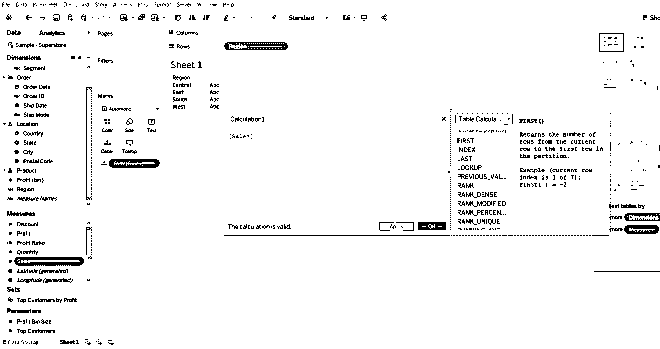 Standard
Data Analytics Pages Columns
Sample - Superstore Rows Region
Dimensions Filters Sheet 1
Segment
Order
Order Date
Order ID
Ship Date
Ship Mode
Location
Country
State
City
Postal Code
Product
Profit (bin)
Region
Measure Names
Marks
Automatic
Color Size Text
Detail Tooltip
Region
Central Abc
East Abc
South Abc
West Abc
Calculation1
[Sales]
The calculation is valid.
Table Calcula...
FIRST
INDEX
LAST
LOOKUP
PREVIOUS_VAL...
RANK
RANK_DENSE
RANK_MODIFIED
RANK_PERCEN...
RANK_UNIQUE
FIRST()
Returns the number of
rows from the current
row to the first row in
the partition.
Example (current row
index is 3 of 7):
FIRST( ) = -2
text tables by
more Dimensions
more Measures
Measures
Discount
Profit
Profit Ratio
Quantity
Sales
Latitude (generated)
Longitude (generated)
Sets
Top Customers by Profit
Parameters
Profit Bin Size
Top Customers
Sheet 1